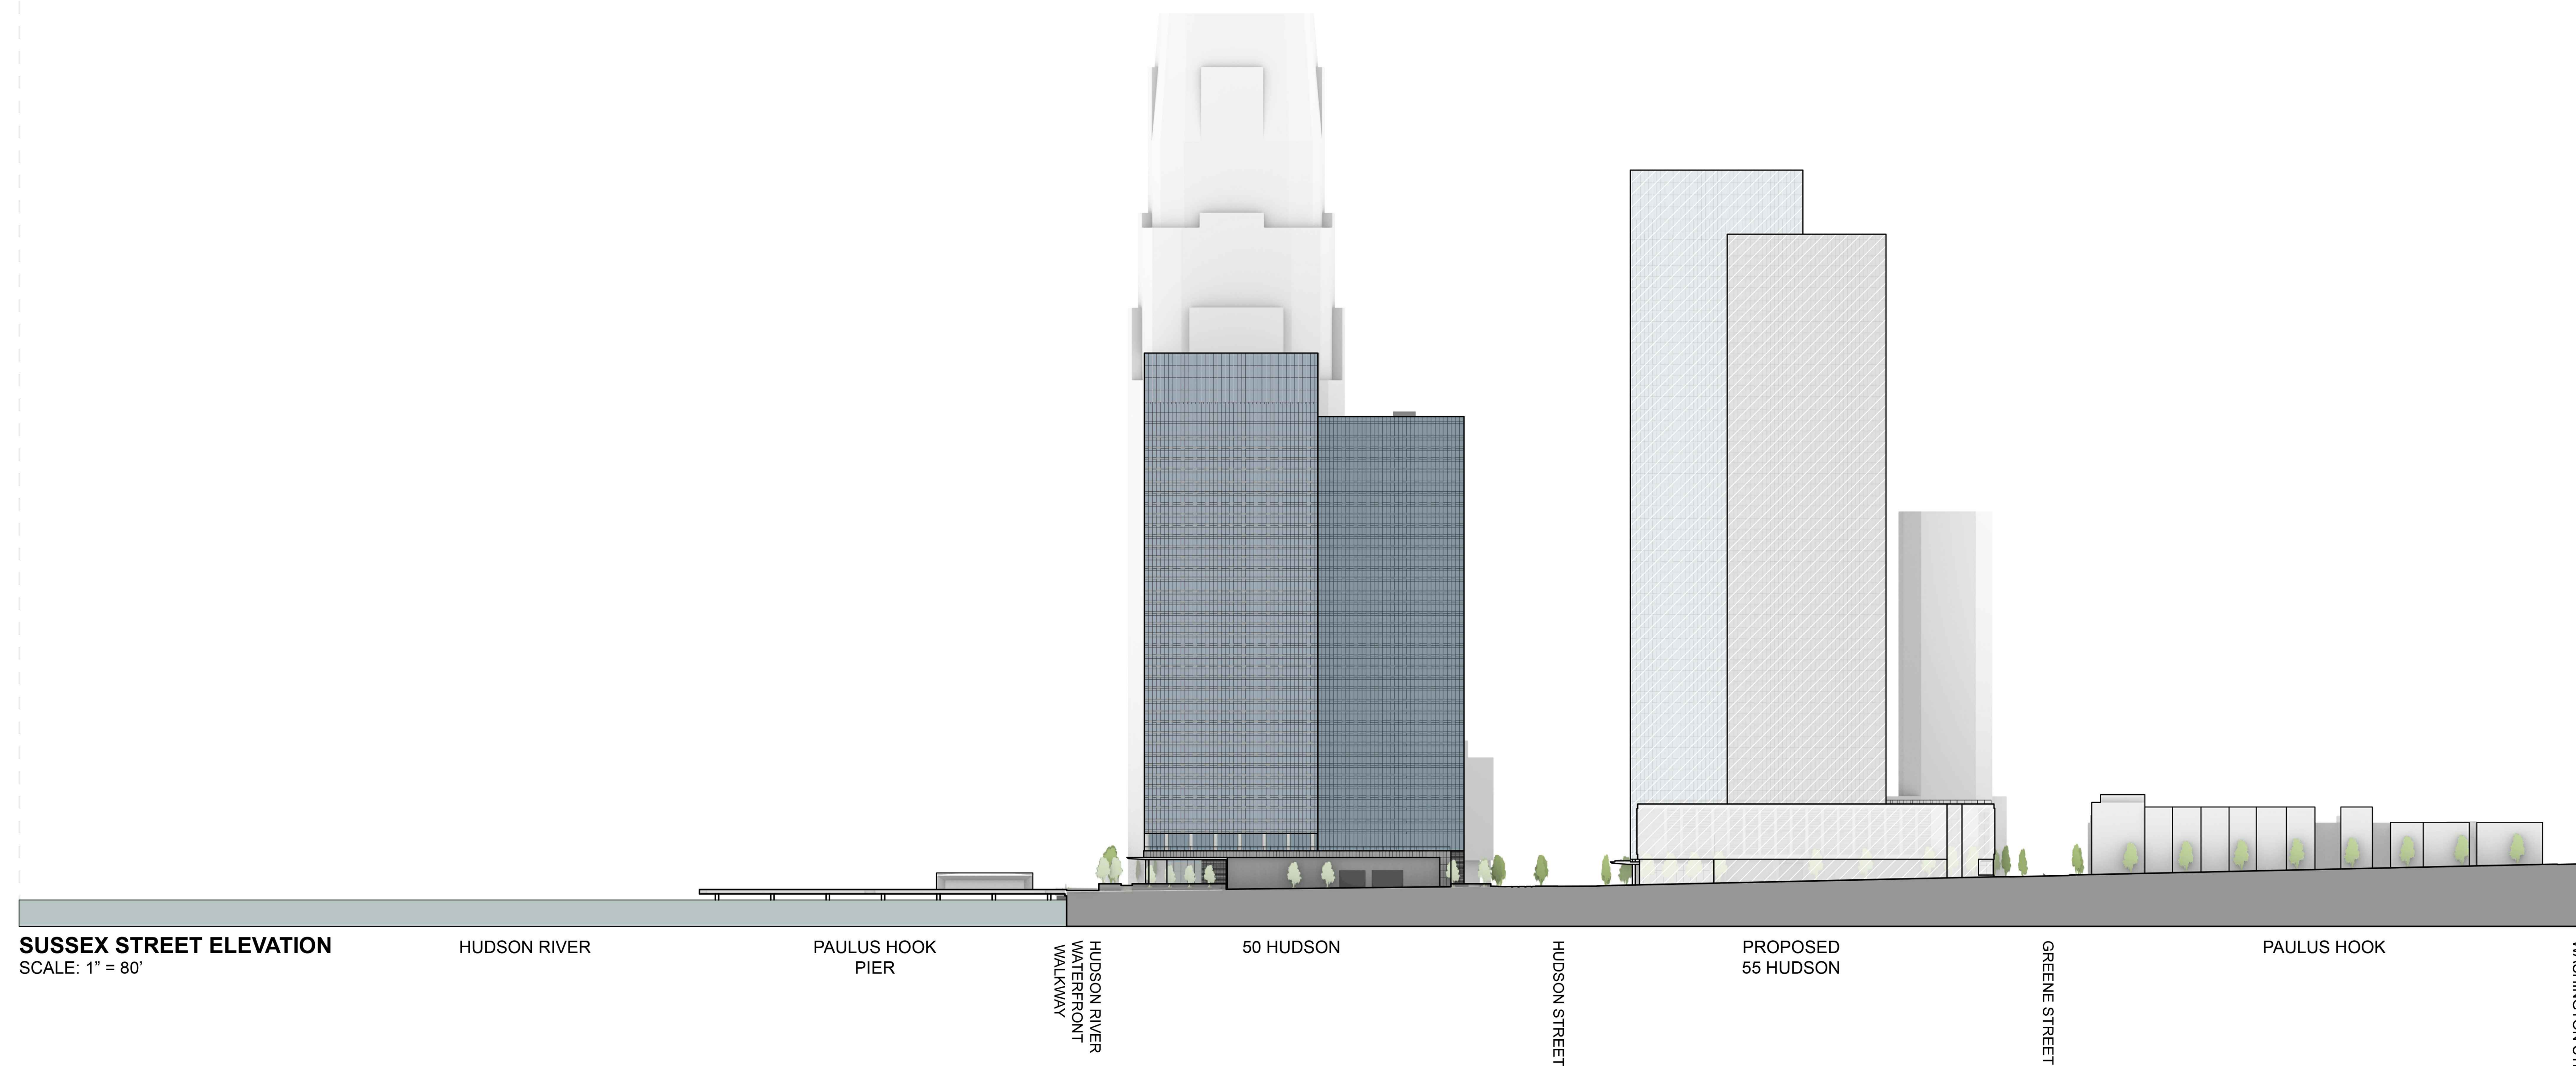 SUSSEX STREET ELEVATION
SCALE: 1” = 80’
HUDSON RIVER
PAULUS HOOK
PIER
HUDSON RIVER
WATERFRONT
WALKWAY
50 HUDSON
HUDSON STREET
PROPOSED
55 HUDSON
GREENE STREET
PAULUS HOOK